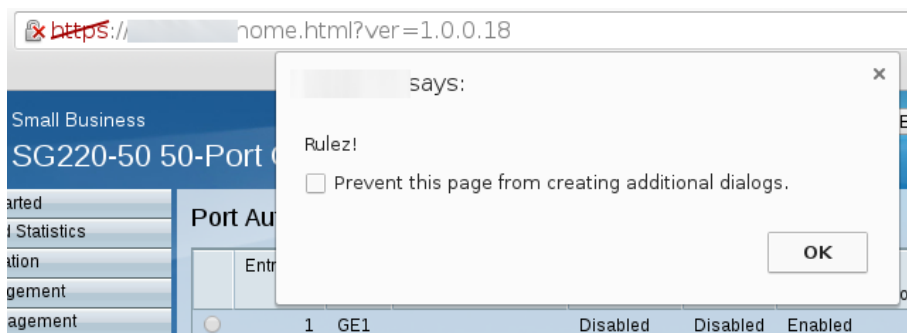 https://
home.html?ver=1.0.0.18
says:
×
Rulez!
Prevent this page from creating additional dialogs.
OK
Small Business
SG220-50 50-Port
arted
Statistics
ation
gement
agement
Port Au
Entr
1 GE1 Disabled Disabled Enabled